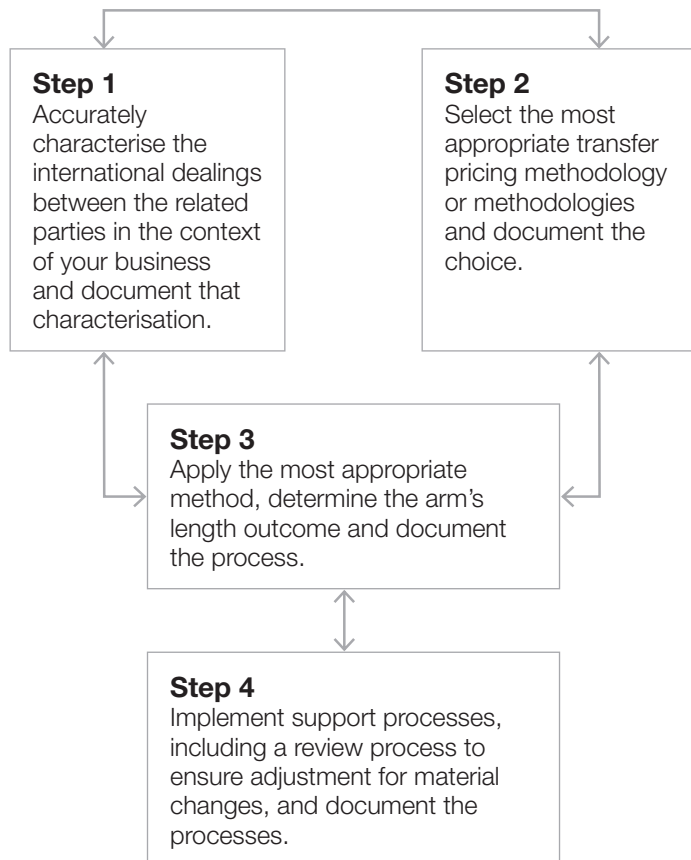 Step 1
Accurately
characterise the
international dealings
between the related
parties in the context
of your business
and document that
characterisation.
Step 2
Select the most
appropriate transfer
pricing methodology
or methodologies
and document the
choice.
Step 3
Apply the most appropriate
method, determine the arm’s
length outcome and document
the process.
Step 4
Implement support processes,
including a review process to
ensure adjustment for material
changes, and document the
processes.